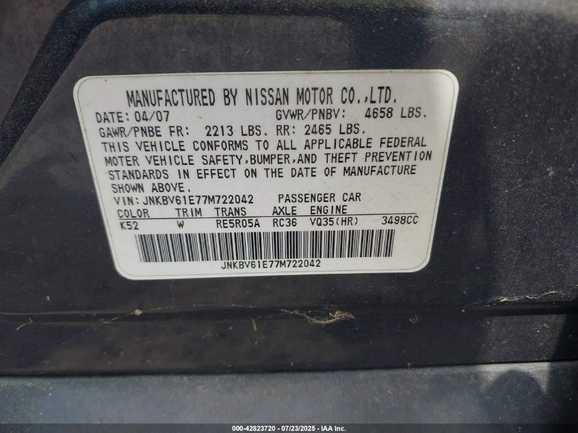 MANUFACTURED BY NISSAN MOTOR CO.,LTD.
DATE: 04/07 GVWR/PNBV: 4658 LBS.
GAWR/PNBE FR: 2213 LBS. RR: 2465 LBS.
THIS VEHICLE CONFORMS TO ALL APPLICABLE FEDERAL
MOTOR VEHICLE SAFETY,BUMPER,AND THEFT PREVENTION
STANDARDS IN EFFECT ON THE DATE OF MANUFACTURE
SHOWN ABOVE.
VIN: JNKBV61E77M722042 PASSENGER CAR
COLOR TRIM TRANS AXLE ENGINE
K52 W RE5R05A RC36 VQ35(HR) 3498CC
JNKBV61E77M722042
000-42823720 - 07/23/2025 - IAA Inc.